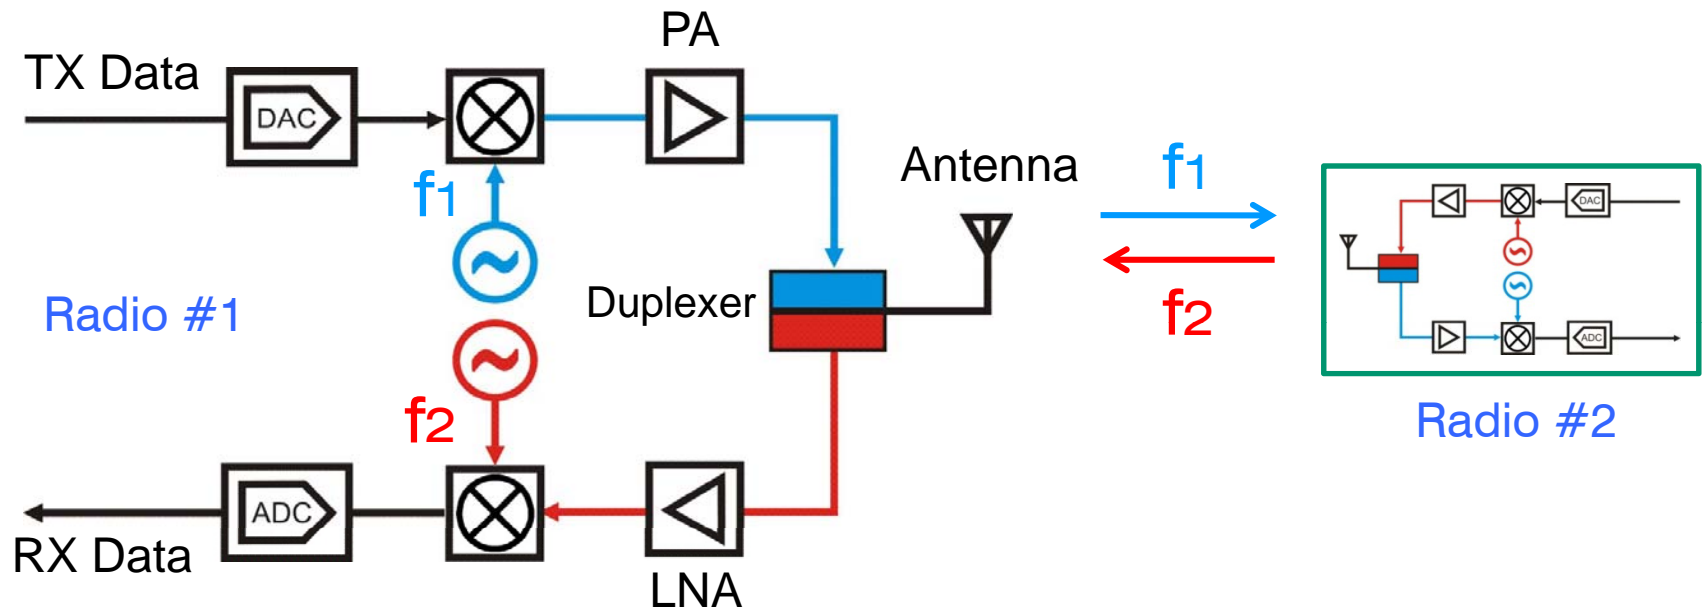 PA
TX Data
DAC
f1
Antenna
f1
DAC
Radio #1
Duplexer
f2
f2
ADC
Radio #2
ADC
RX Data
LNA